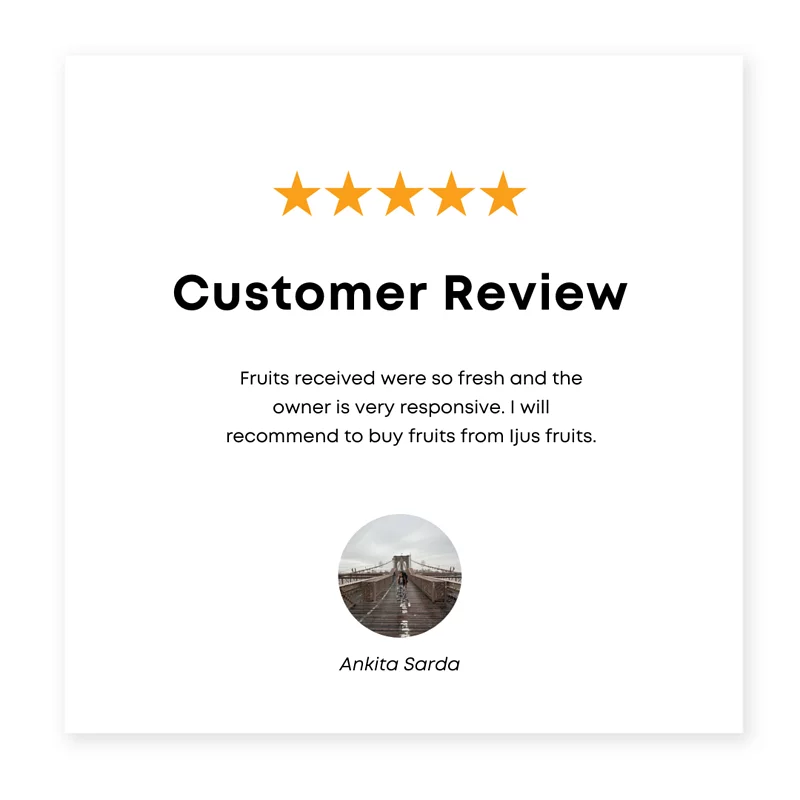 Customer Review
Fruits received were so fresh and the
owner is very responsive. I will
recommend to buy fruits from Ijus fruits.
Ankita Sarda